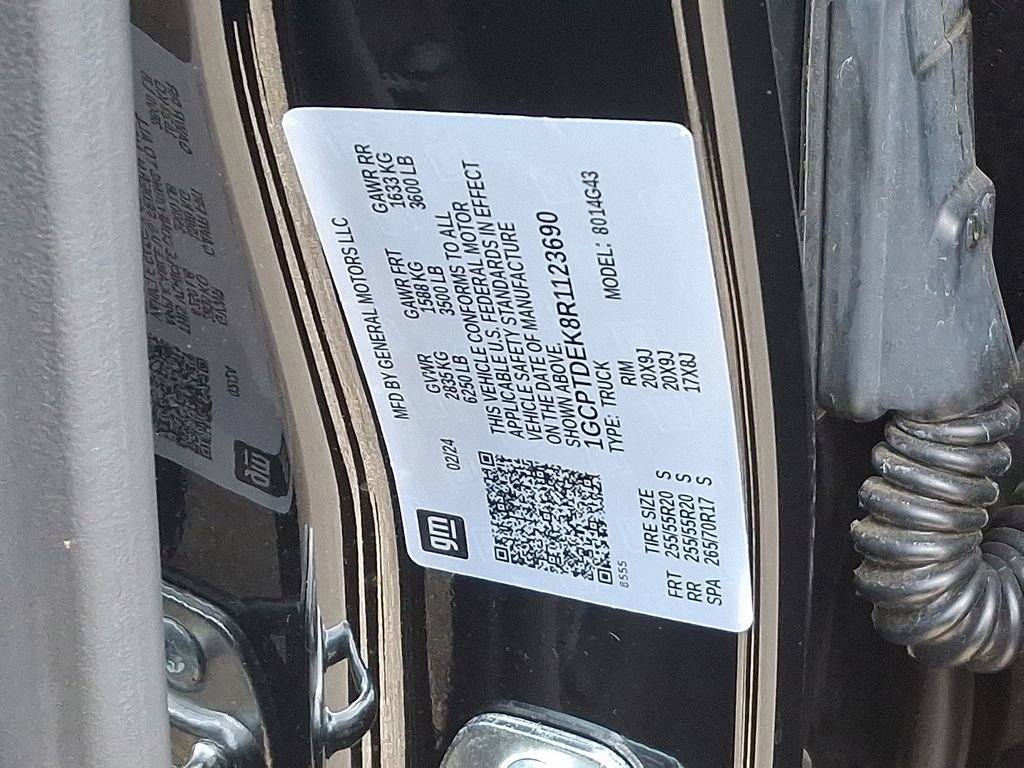 gm
MFD BY GENERAL MOTORS LLC
02/24 GVWR GAWR FRT GAWR RR
2835 KG 1588 KG 1633 KG
6250 LB 3500 LB 3600 LB
THIS VEHICLE CONFORMS TO ALL
APPLICABLE U.S. FEDERAL MOTOR
VEHICLE SAFETY STANDARDS IN EFFECT
ON THE DATE OF MANUFACTURE
SHOWN ABOVE.
1GCPTDEK8R1123690
TYPE: TRUCK MODEL: 8014G43
8555
TIRE SIZE RIM
FRT 255/55R20 S 20X9J
RR 255/55R20 S 20X9J
SPA 265/70R17 S 17X8J